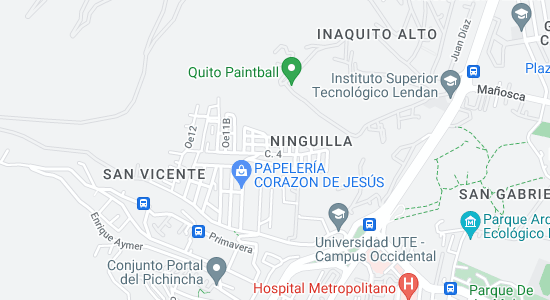 INAQUITO ALTO
Juan Díaz
G
C
Plaz
Quito Paintball
Instituto Superior
Tecnológico Lendan
Mañosca
Oe12
Oe11B
NINGUILLA
C. 4
PAPELERÍA
CORAZON DE JESÚS
SAN VICENTE
SAN GABRIE
Enrique Aymer
Primavera
Parque Arq
Ecológico
Universidad UTE -
Campus Occidental
Conjunto Portal
del Pichincha
Hospital Metropolitano
H
Parque De